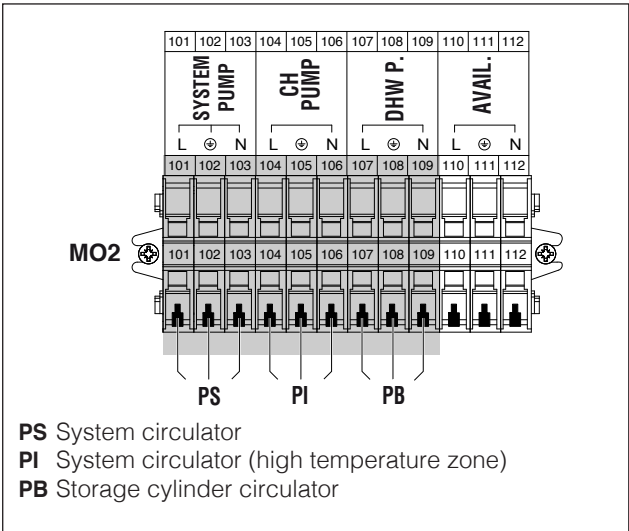 101 102 103 104 105 106 107 108 109 110 111 112
SYSTEM PUMP
CH PUMP
DHW P.
AVAIL.
L ⏚ N L ⏚ N L ⏚ N L ⏚ N
101 102 103 104 105 106 107 108 109 110 111 112
MO2 101 102 103 104 105 106 107 108 109 110 111 112
PS PI PB
PS System circulator
PI System circulator (high temperature zone)
PB Storage cylinder circulator